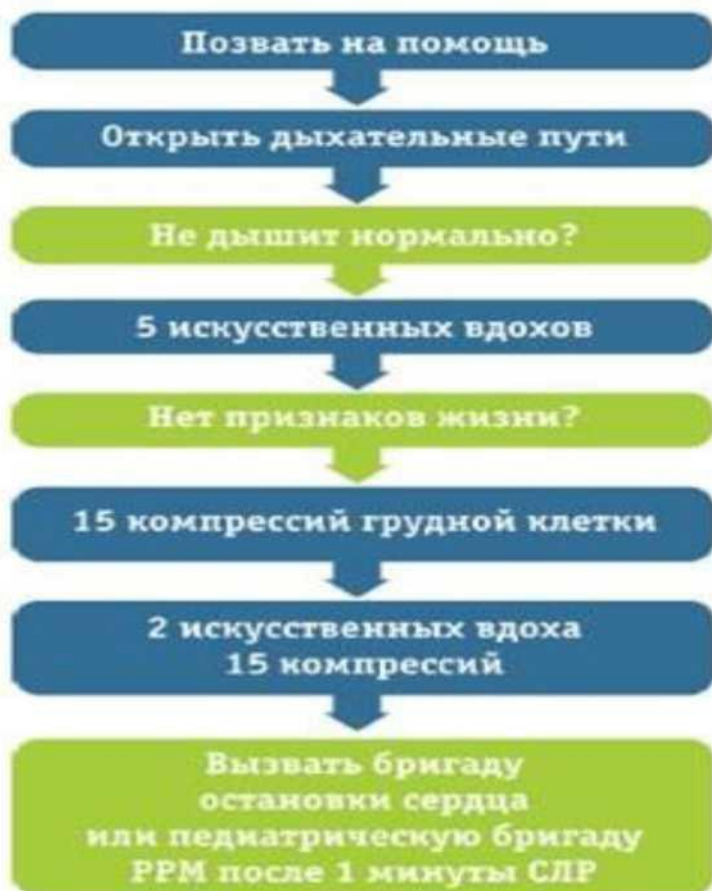 Позвать на помощь
Открыть дыхательные пути
Не дышит нормально?
5 искусственных вдохов
Нет признаков жизни?
15 компрессий грудной клетки
2 искусственных вдоха
15 компрессий
Вызвать бригаду
остановки сердца
или педиатрическую бригаду
РРМ после 1 минуты СЛР